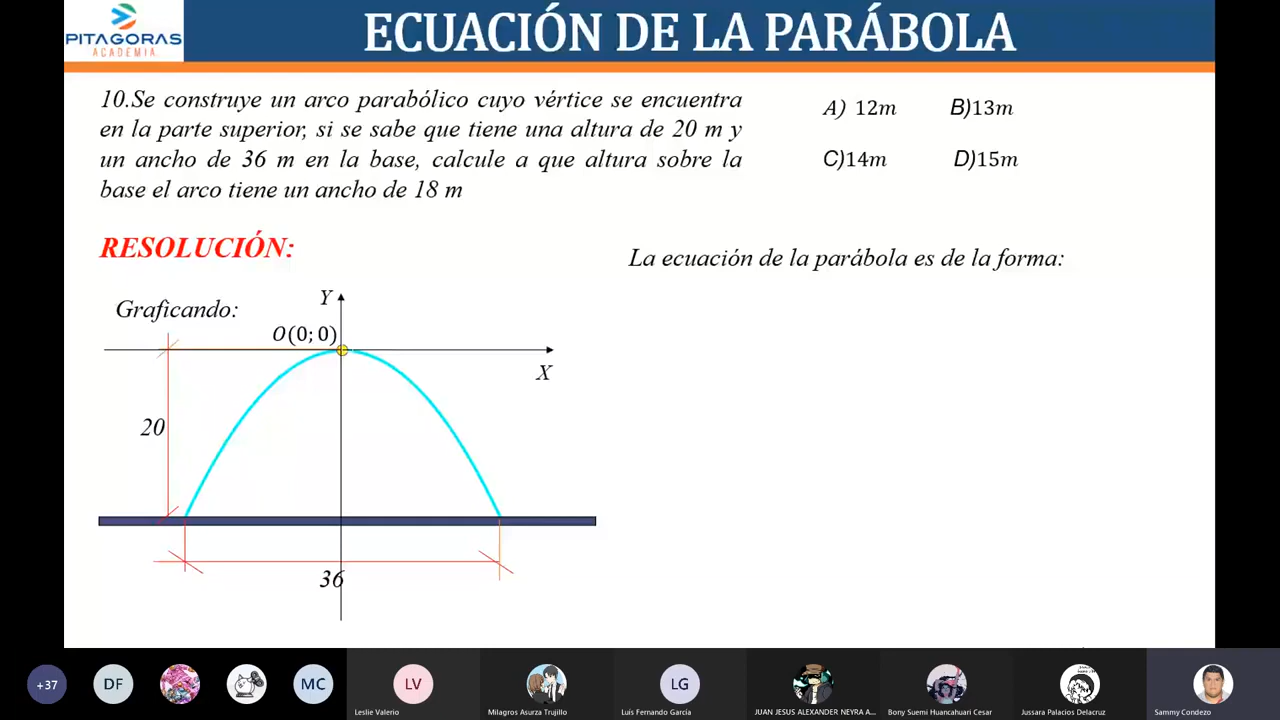 PITAGORAS
ACADEMIA
ECUACIÓN DE LA PARÁBOLA
10.Se construye un arco parabólico cuyo vértice se encuentra
en la parte superior, si se sabe que tiene una altura de 20 m y
un ancho de 36 m en la base, calcule a que altura sobre la
base el arco tiene un ancho de 18 m
A) 12m B)13m
C)14m D)15m
RESOLUCIÓN:
La ecuación de la parábola es de la forma:
Graficando:
Y
O(0; 0)
X
20
36
+37 DF MC LV LG
Leslie Valerio Milagros Asurza Trujillo Luis Fernando García JUAN JESUS ALEXANDER NEYRA A... Bony Suemi Huancahuari Cesar Jussara Palacios Delacruz Sammy Condezo